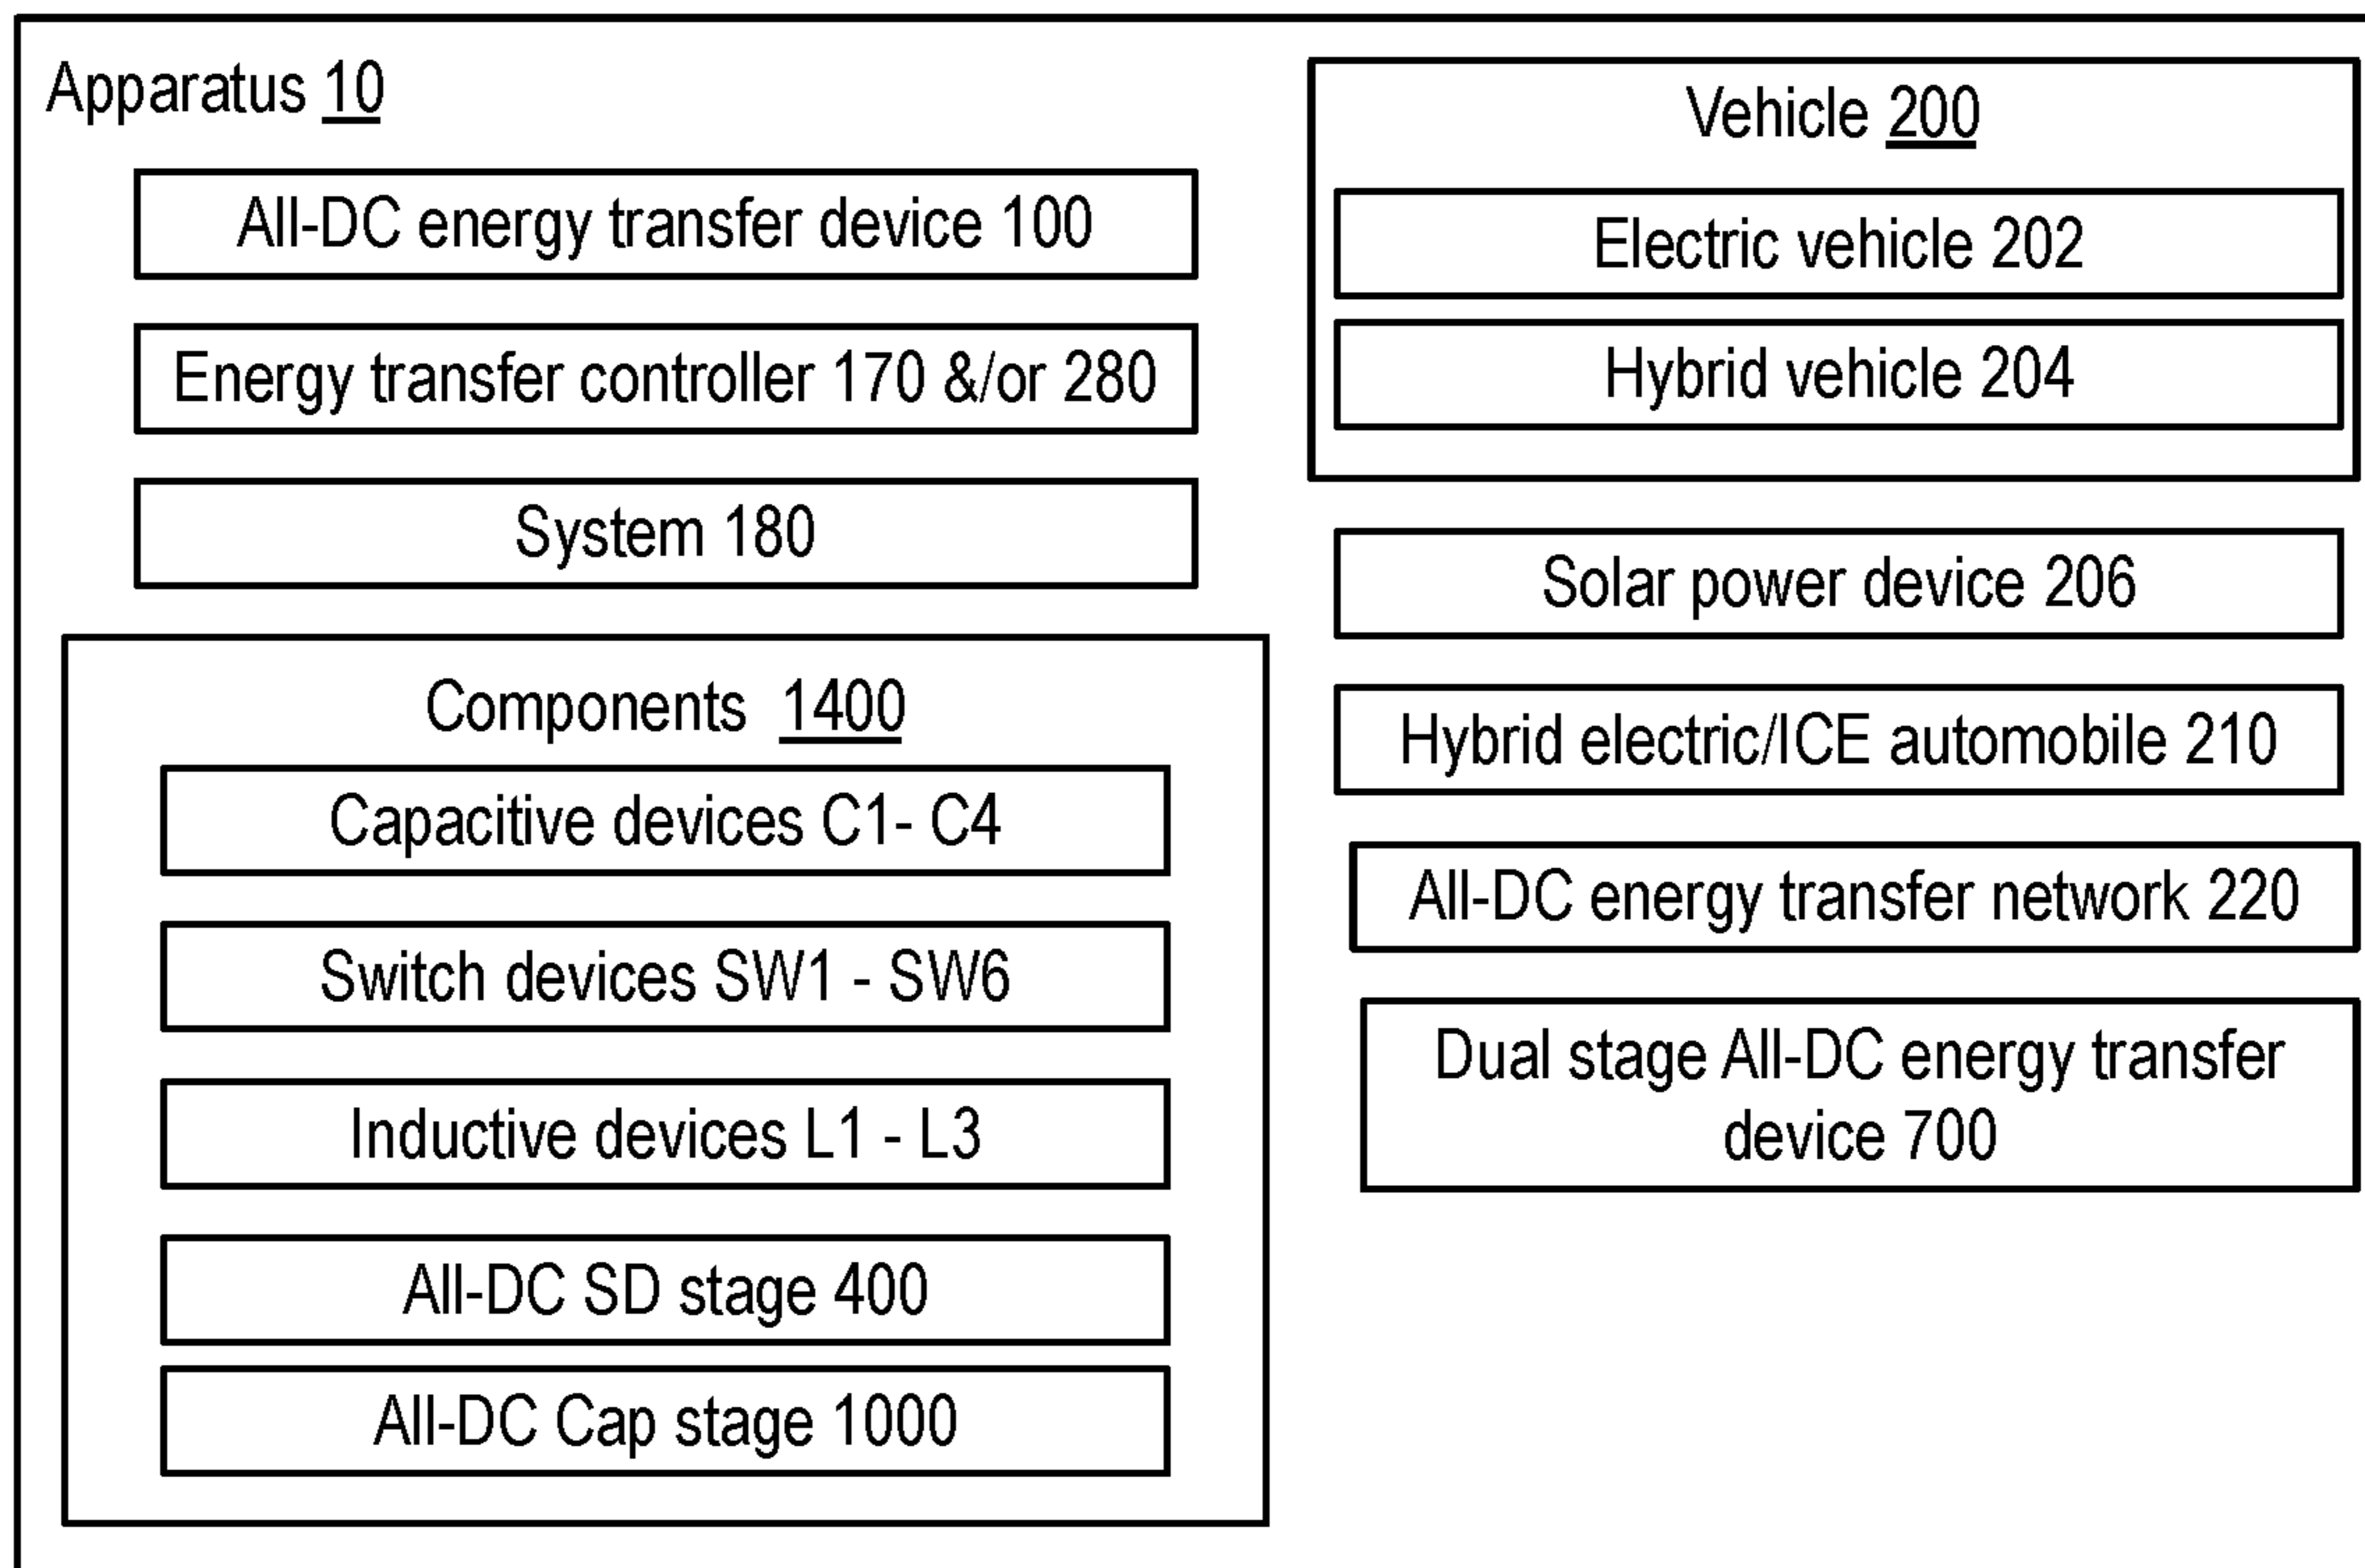 Apparatus 10
All-DC energy transfer device 100
Energy transfer controller 170 &/or 280
System 180
Components 1400
Capacitive devices C1- C4
Switch devices SW1 - SW6
Inductive devices L1 - L3
All-DC SD stage 400
All-DC Cap stage 1000
Vehicle 200
Electric vehicle 202
Hybrid vehicle 204
Solar power device 206
Hybrid electric/ICE automobile 210
All-DC energy transfer network 220
Dual stage All-DC energy transfer
device 700